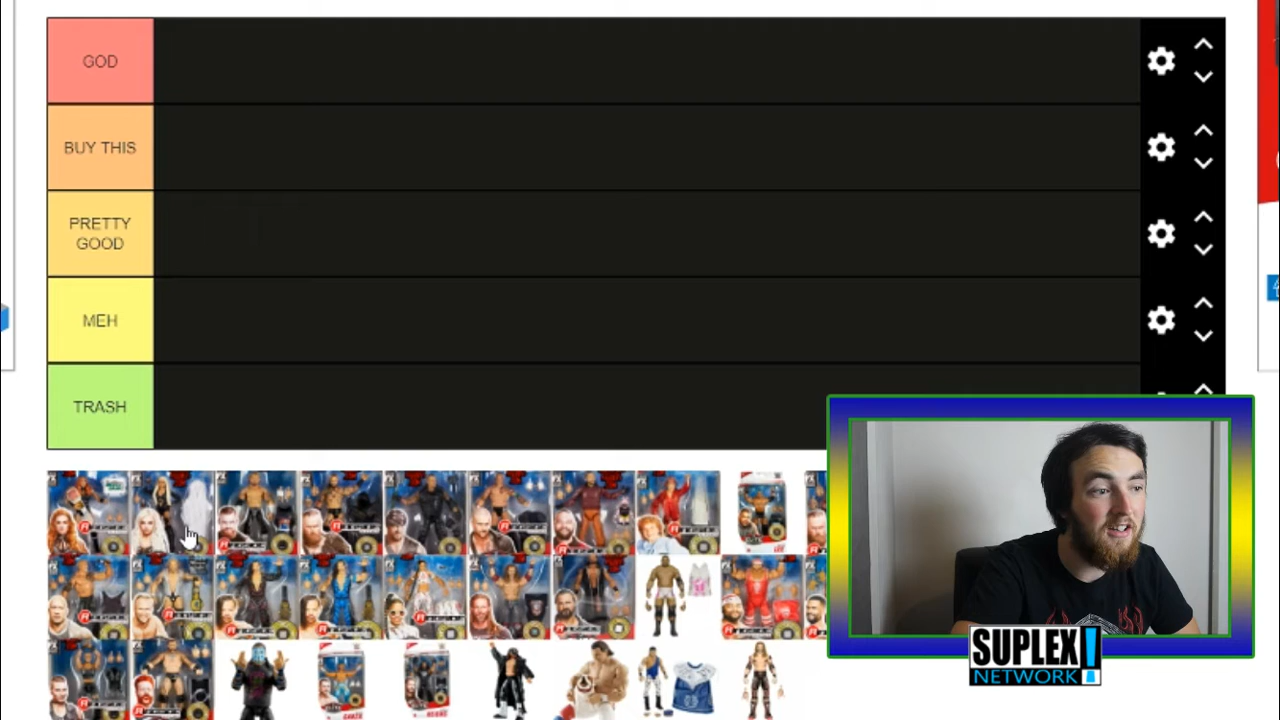 GOD
BUY THIS
PRETTY
GOOD
MEH
TRASH
SUPLEX!
NETWORK